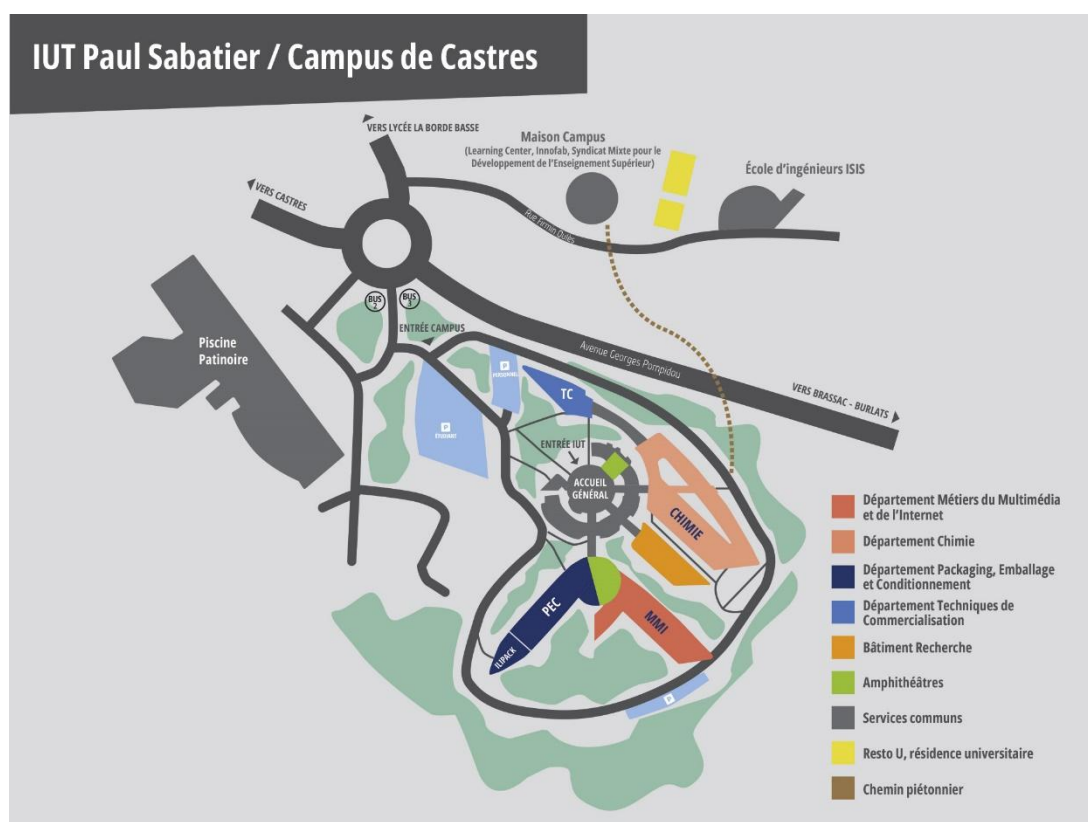 IUT Paul Sabatier / Campus de Castres
VERS LYCÉE LA BORDE BASSE
Maison Campus
(Learning Center, Innofab, Syndicat Mixte pour le
Développement de l'Enseignement Supérieur)
École d'ingénieurs ISIS
VERS CASTRES
Rue Firmin Oulès
BUS
2
BUS
3
ENTRÉE CAMPUS
Piscine
Patinoire
Avenue Georges Pompidou
VERS BRASSAC - BURLATS
P
PERSONNEL
TC
P
ÉTUDIANT
ENTRÉE IUT
ACCUEIL
GÉNÉRAL
CHIMIE
PEC
MMI
ILIPACK
P
Département Métiers du Multimédia
et de l'Internet
Département Chimie
Département Packaging, Emballage
et Conditionnement
Département Techniques de
Commercialisation
Bâtiment Recherche
Amphithéâtres
Services communs
Resto U, résidence universitaire
Chemin piétonnier